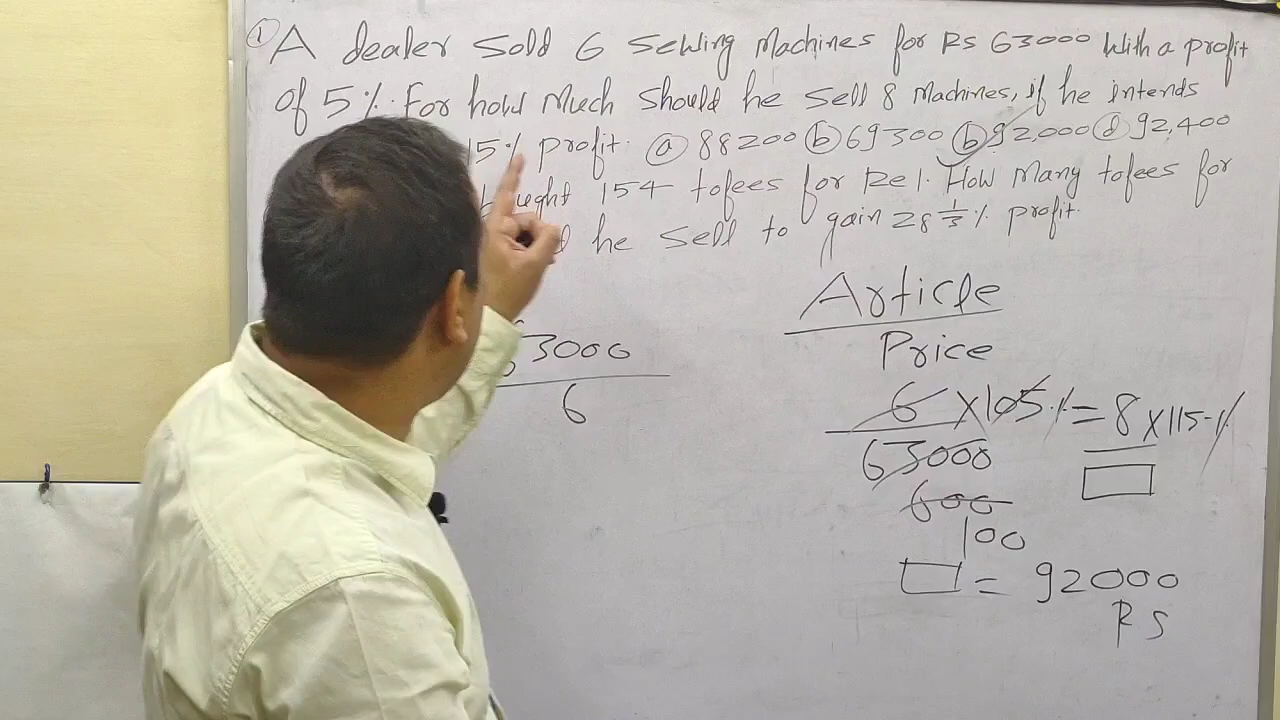 ① A dealer sold 6 sewing Machines for Rs 63000 With a profit
of 5%. For how Much should he sell 8 Machines, if he intends
15% profit. ⓐ 88200 ⓑ 69300 ⓑ 92,000 ⓓ 92,400
154 tofees for Re 1. How Many tofees for
he sell to gain 28 1/3 % profit.
Article
Price
3000
6
6 × 105% = 8 × 115%
63000
600
100
= 92000
RS